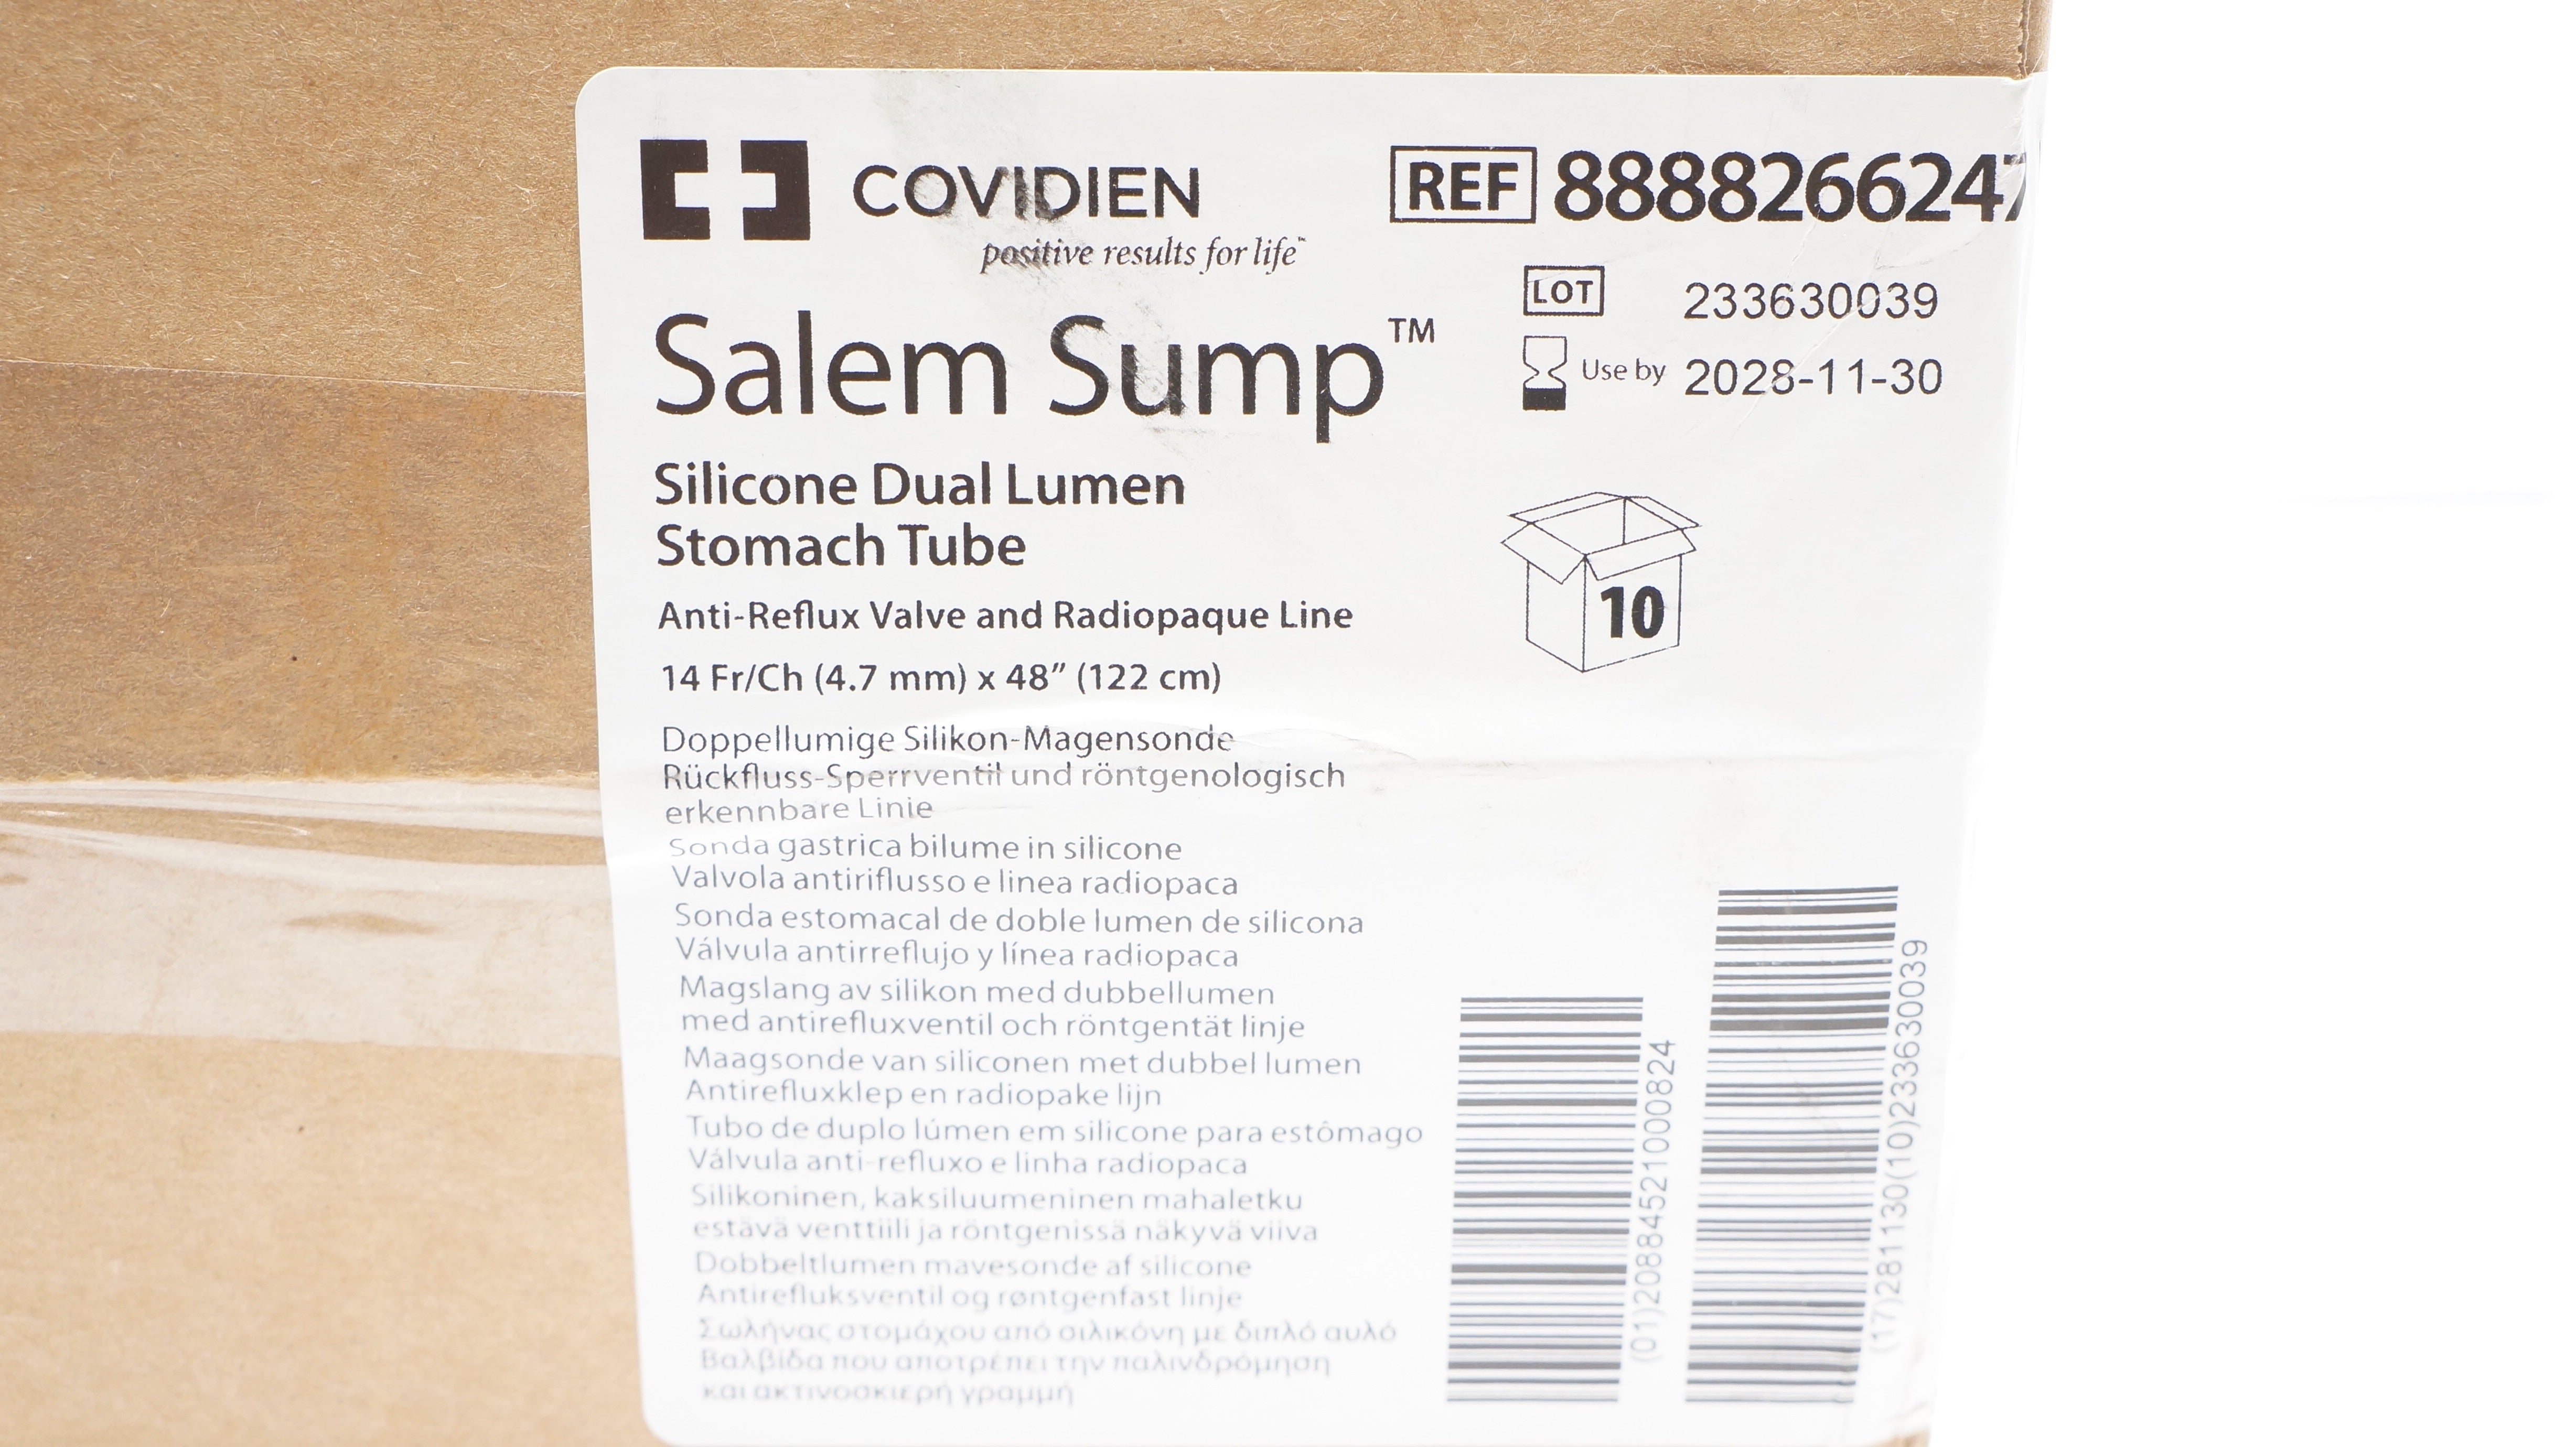 COVIDIEN
positive results for life™
REF 8888266247
LOT 233630039
Use by 2028-11-30
Salem Sump™
Silicone Dual Lumen
Stomach Tube
Anti-Reflux Valve and Radiopaque Line
14 Fr/Ch (4.7 mm) x 48” (122 cm)
10
Doppellumige Silikon-Magensonde
Rückfluss-Sperrventil und röntgenologisch
erkennbare Linie
Sonda gastrica bilume in silicone
Valvola antiriflusso e linea radiopaca
Sonda estomacal de doble lumen de silicona
Válvula antirreflujo y línea radiopaca
Magslang av silikon med dubbellumen
med antirefluxventil och röntgentät linje
Maagsonde van siliconen met dubbel lumen
Antirefluxklep en radiopake lijn
Tubo de duplo lúmen em silicone para estômago
Válvula anti-refluxo e linha radiopaca
Silikoninen, kaksiluumeninen mahaletku
estävä venttiili ja röntgenissä näkyvä viiva
Dobbeltlumen mavesonde af silicone
Antirefluksventil og røntgenfast linje
Σωλήνας στομάχου από σιλικόνη με διπλό αυλό
Βαλβίδα που αποτρέπει την παλινδρόμηση
και ακτινοσκιερή γραμμή
(01)20884521000824
(17)281130(10)233630039